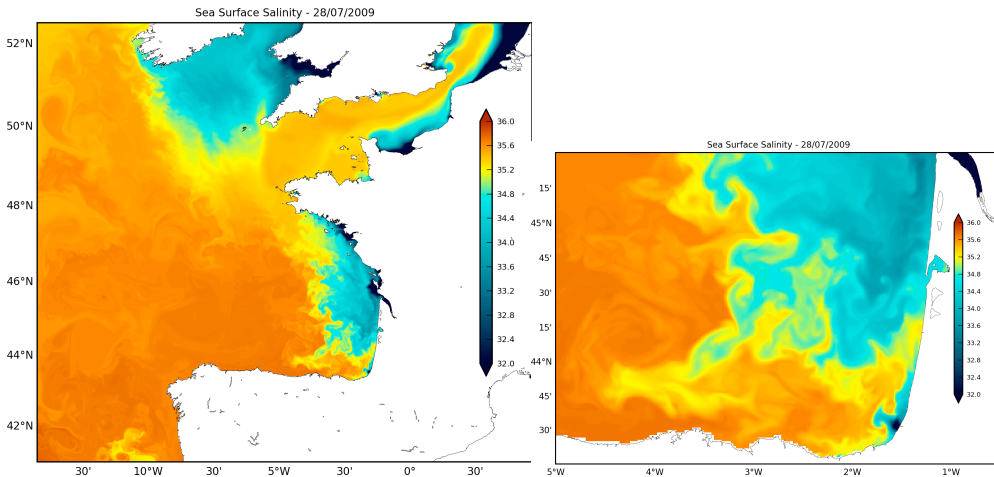 Sea Surface Salinity - 28/07/2009
52°N
50°N
48°N
46°N
44°N
42°N
30'
10°W
30'
5°W
30'
0°
30'
36.0
35.6
35.2
34.8
34.4
34.0
33.6
33.2
32.8
32.4
32.0
Sea Surface Salinity - 28/07/2009
15'
45°N
45'
30'
15'
44°N
45'
30'
5°W
4°W
3°W
2°W
1°W
36.0
35.6
35.2
34.8
34.4
34.0
33.6
33.2
32.8
32.4
32.0